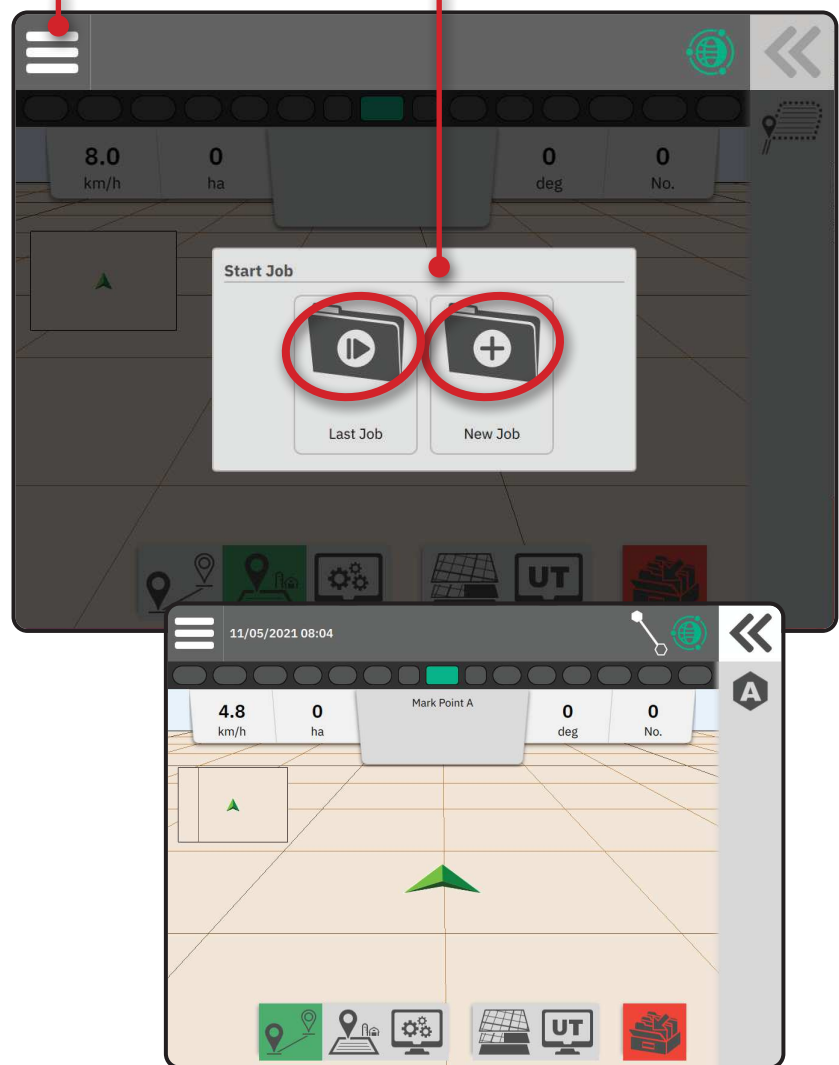 8.0
km/h
0
ha
0
deg
0
No.
Start Job
Last Job
New Job
UT
11/05/2021 08:04
4.8
km/h
0
ha
Mark Point A
0
deg
0
No.
A
UT